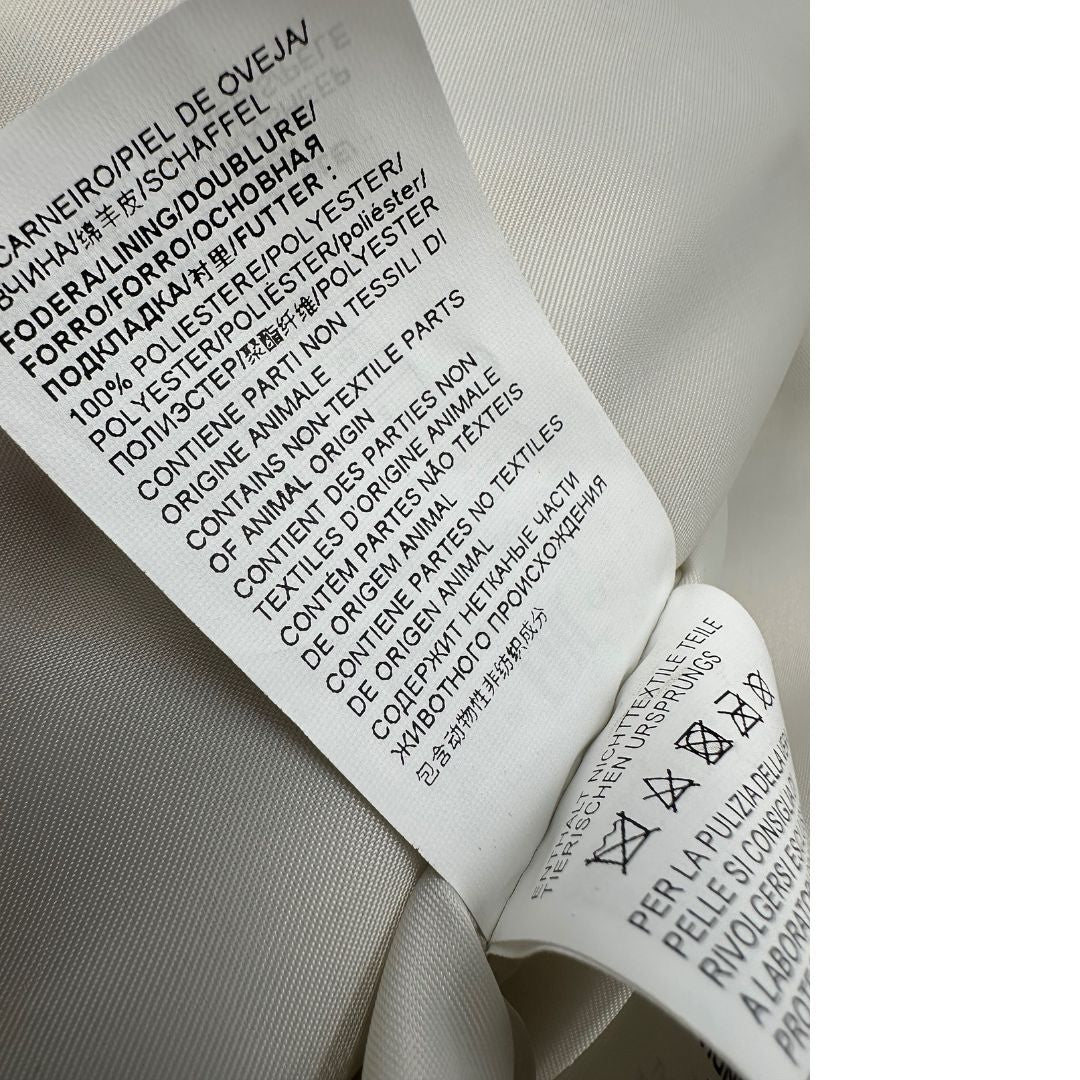 CARNEIRO/PIEL DE OVEJA/
ВЧИНА/绵羊皮/SCHAFFEL
FODERA/LINING/DOUBLURE/
FORRO/FORRO/ОСНОВНАЯ
ПОДКЛАДКА/衬里/FUTTER :
100% POLIESTERE/POLYESTER/
POLYESTER/POLIÉSTER/poliéster/
ПОЛИЭСТЕР/聚酯纤维/POLYESTER
CONTIENE PARTI NON TESSILI DI
ORIGINE ANIMALE
CONTAINS NON-TEXTILE PARTS
OF ANIMAL ORIGIN
CONTIENT DES PARTIES NON
TEXTILES D'ORIGINE ANIMALE
CONTÉM PARTES NÃO TÊXTEIS
DE ORIGEM ANIMAL
CONTIENE PARTES NO TEXTILES
DE ORIGEN ANIMAL
СОДЕРЖИТ НЕТКАНЫЕ ЧАСТИ
ЖИВОТНОГО ПРОИСХОЖДЕНИЯ
包含动物性非纺织成分
ENTHALT NICHTTEXTILE TEILE
TIERISCHEN URSPRUNGS
PER LA PULIZIA DELLA
PELLE SI CONSIGLIA
RIVOLGERSI
A